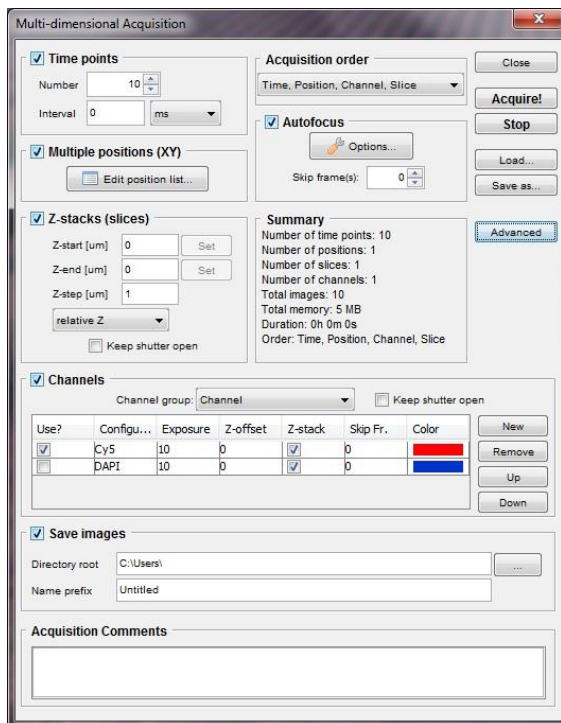 Multi-dimensional Acquisition
Time points
Number 10
Interval 0 ms
Multiple positions (XY)
Edit position list...
Z-stacks (slices)
Z-start [um] 0 Set
Z-end [um] 0 Set
Z-step [um] 1
relative Z
Keep shutter open
Acquisition order
Time, Position, Channel, Slice
Autofocus
Options...
Skip frame(s): 0
Summary
Number of time points: 10
Number of positions: 1
Number of slices: 1
Number of channels: 1
Total images: 10
Total memory: 5 MB
Duration: 0h 0m 0s
Order: Time, Position, Channel, Slice
Close
Acquire!
Stop
Load...
Save as...
Advanced
Channels
Channel group: Channel Keep shutter open
Use? Configu... Exposure Z-offset Z-stack Skip Fr. Color
Cy5 10 0 0
DAPI 10 0 0
New
Remove
Up
Down
Save images
Directory root C:\Users\ ...
Name prefix Untitled
Acquisition Comments